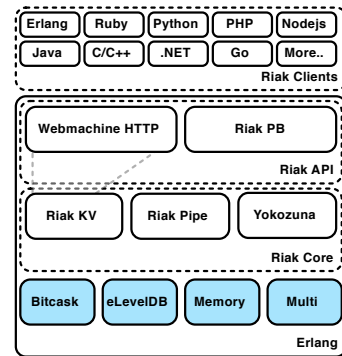 Erlang Ruby Python PHP Nodejs
Java C/C++ .NET Go More..
Riak Clients
Webmachine HTTP Riak PB
Riak API
Riak KV Riak Pipe Yokozuna
Riak Core
Bitcask eLevelDB Memory Multi
Erlang